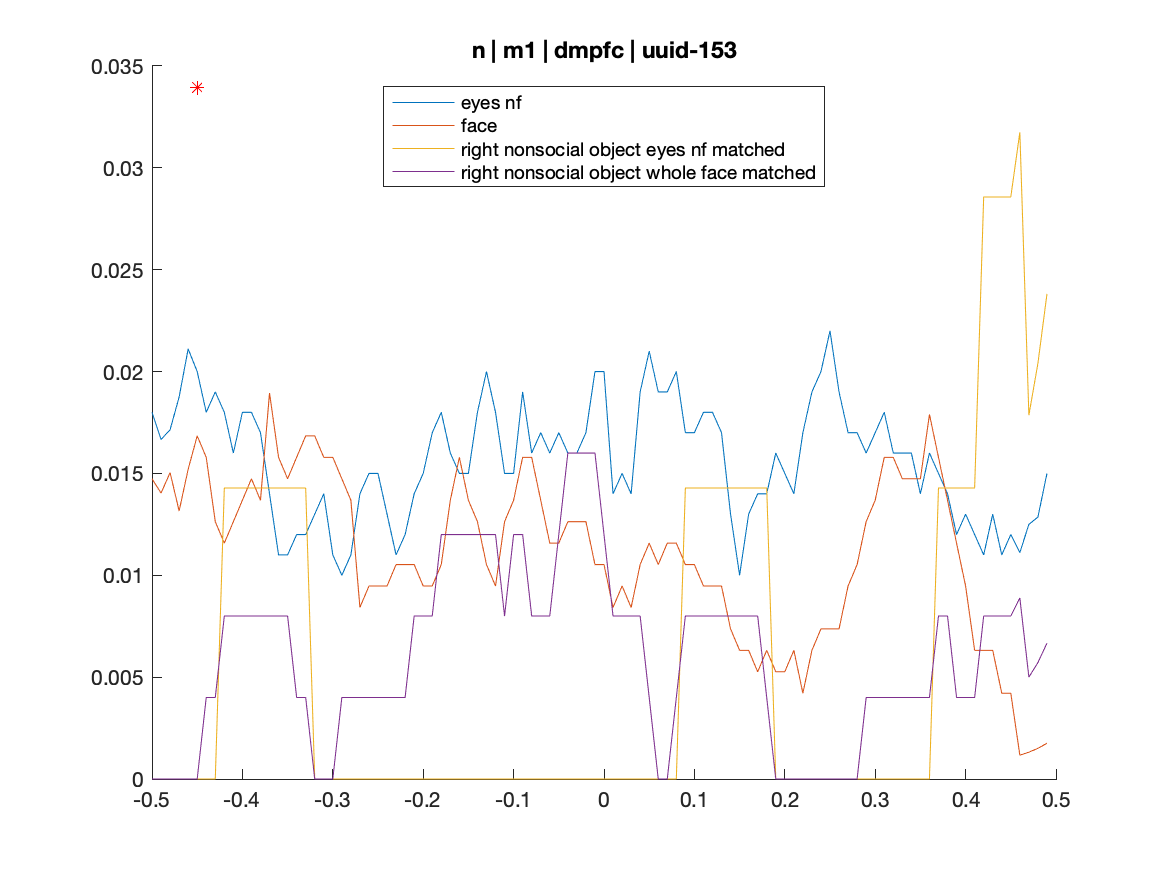 n | m1 | dmpfc | uuid-153
0.035
eyes nf
face
right nonsocial object eyes nf matched
right nonsocial object whole face matched
0.03
0.025
0.02
0.015
0.01
0.005
0
-0.5 -0.4 -0.3 -0.2 -0.1 0 0.1 0.2 0.3 0.4 0.5